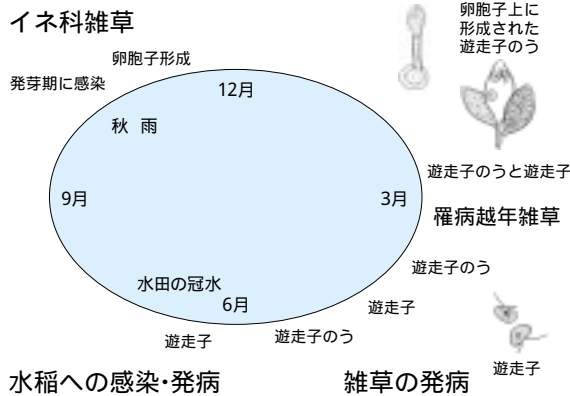 イネ科雑草
卵胞子上に
形成された
遊走子のう
卵胞子形成
発芽期に感染
12月
秋 雨
遊走子のうと遊走子
9月
3月
罹病越年雑草
遊走子のう
水田の冠水
6月
遊走子
遊走子のう
遊走子
遊走子
水稲への感染・発病
雑草の発病